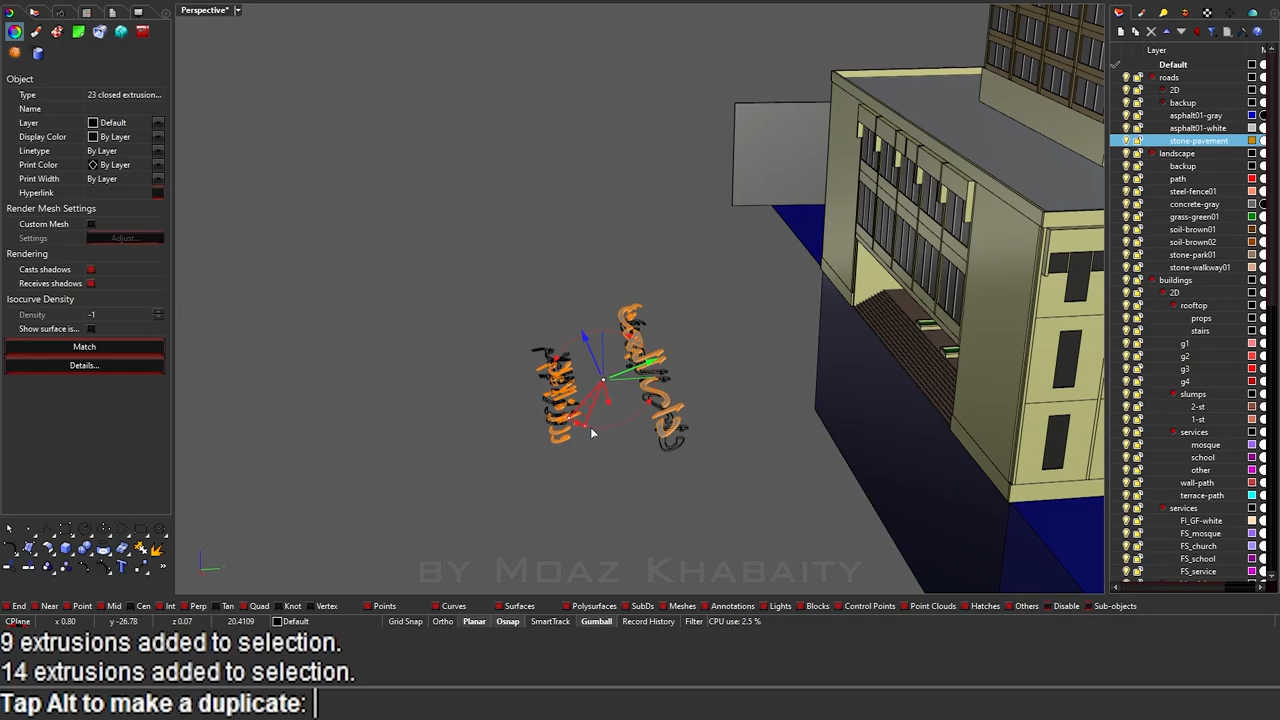 Perspective*
Object
Type 23 closed extrusion...
Name
Layer Default
Display Color By Layer
Linetype By Layer
Print Color By Layer
Print Width By Layer
Hyperlink
Render Mesh Settings
Custom Mesh
Settings Adjust...
Rendering
Casts shadows
Receives shadows
Isocurve Density
Density -1
Show surface is...
Match
Details...
Layer
Default
roads
2D
backup
asphalt01-gray
asphalt01-white
stone-pavement
landscape
backup
path
steel-fence01
concrete-gray
grass-green01
soil-brown01
soil-brown02
stone-park01
stone-walkway01
buildings
2D
rooftop
props
stairs
g1
g2
g3
g4
slumps
2-st
1-st
services
mosque
school
other
wall-path
terrace-path
services
FI_GF-white
FS_mosque
FS_church
FS_school
FS_service
by Moaz Khabaity
End Near Point Mid Cen Int Perp Tan Quad Knot Vertex Points Curves Surfaces Polysurfaces SubDs Meshes Annotations Lights Blocks Control Points Point Clouds Hatches Others Disable Sub-objects
CPlane x 0.80 y -26.78 z 0.07 20.4109 Default Grid Snap Ortho Planar Osnap SmartTrack Gumball Record History Filter CPU use: 2.5 %
9 extrusions added to selection.
14 extrusions added to selection.
Tap Alt to make a duplicate: